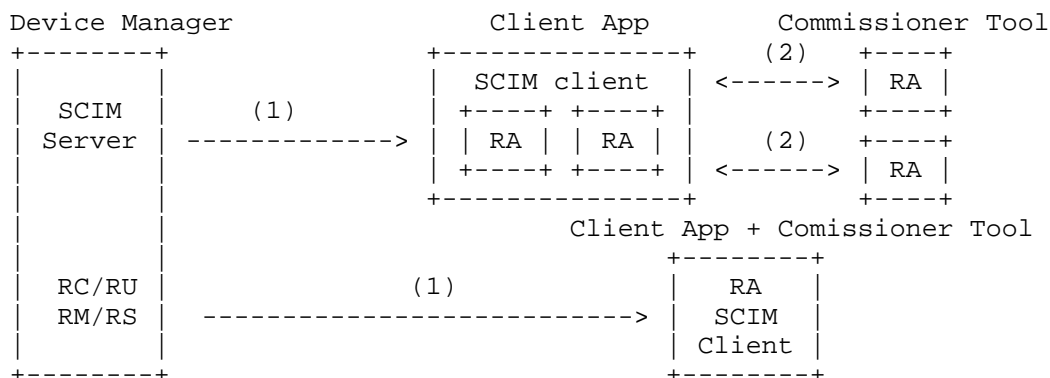 Device Manager Client App Commissioner Tool
(2)
SCIM client RA
SCIM (1)
Server RA RA (2)
RA
Client App + Comissioner Tool
RC/RU (1) RA
RM/RS SCIM
Client